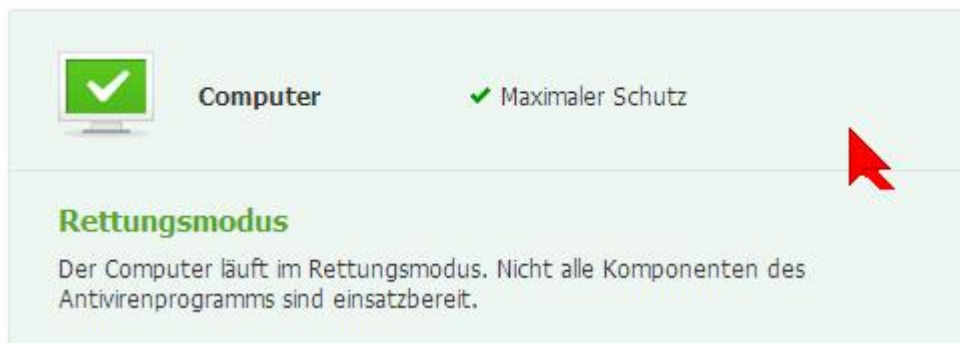 Computer Maximaler Schutz
Rettungsmodus
Der Computer läuft im Rettungsmodus. Nicht alle Komponenten des
Antivirenprogramms sind einsatzbereit.